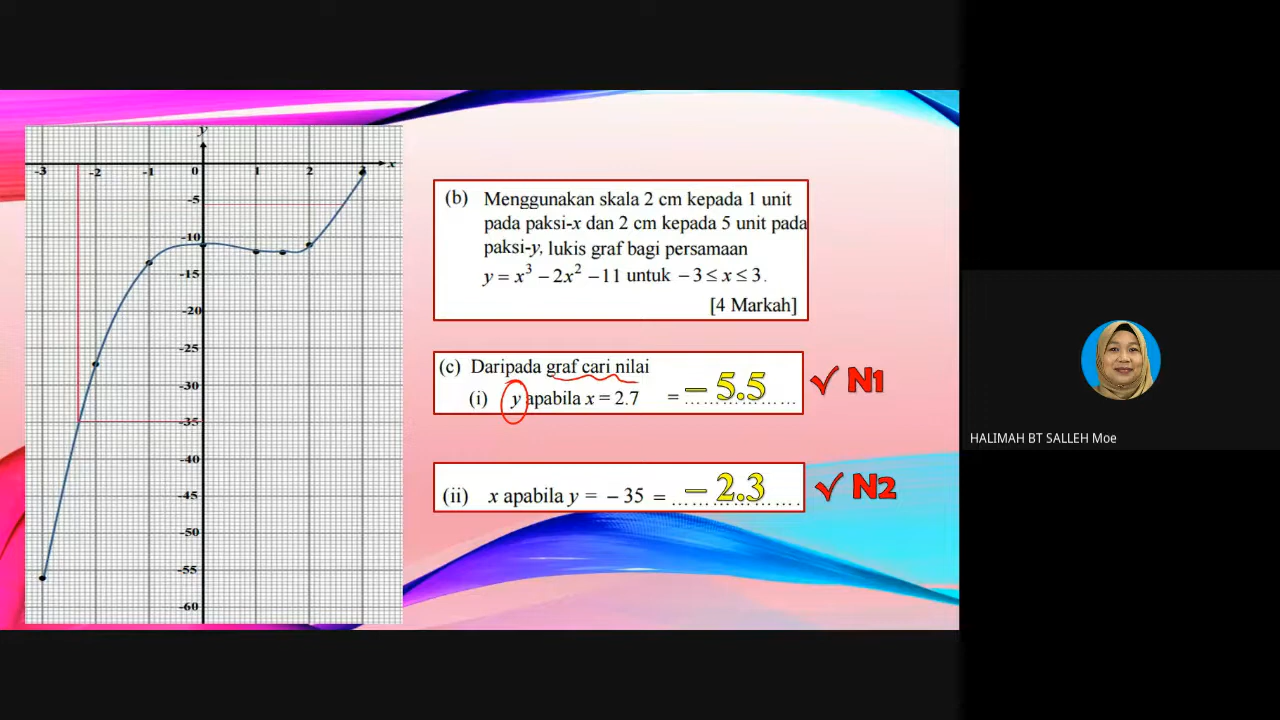 y
x
-3
-2
-1
0
1
2
3
-5
-10
-15
-20
-25
-30
-35
-40
-45
-50
-55
-60
(b) Menggunakan skala 2 cm kepada 1 unit
pada paksi-x dan 2 cm kepada 5 unit pada
paksi-y, lukis graf bagi persamaan
y = x³ − 2x² − 11 untuk − 3 ≤ x ≤ 3.
[4 Markah]
(c) Daripada graf cari nilai
(i) y apabila x = 2.7 = − 5.5 ................ √ N1
(ii) x apabila y = − 35 = − 2.3 ................ √ N2
HALIMAH BT SALLEH Moe